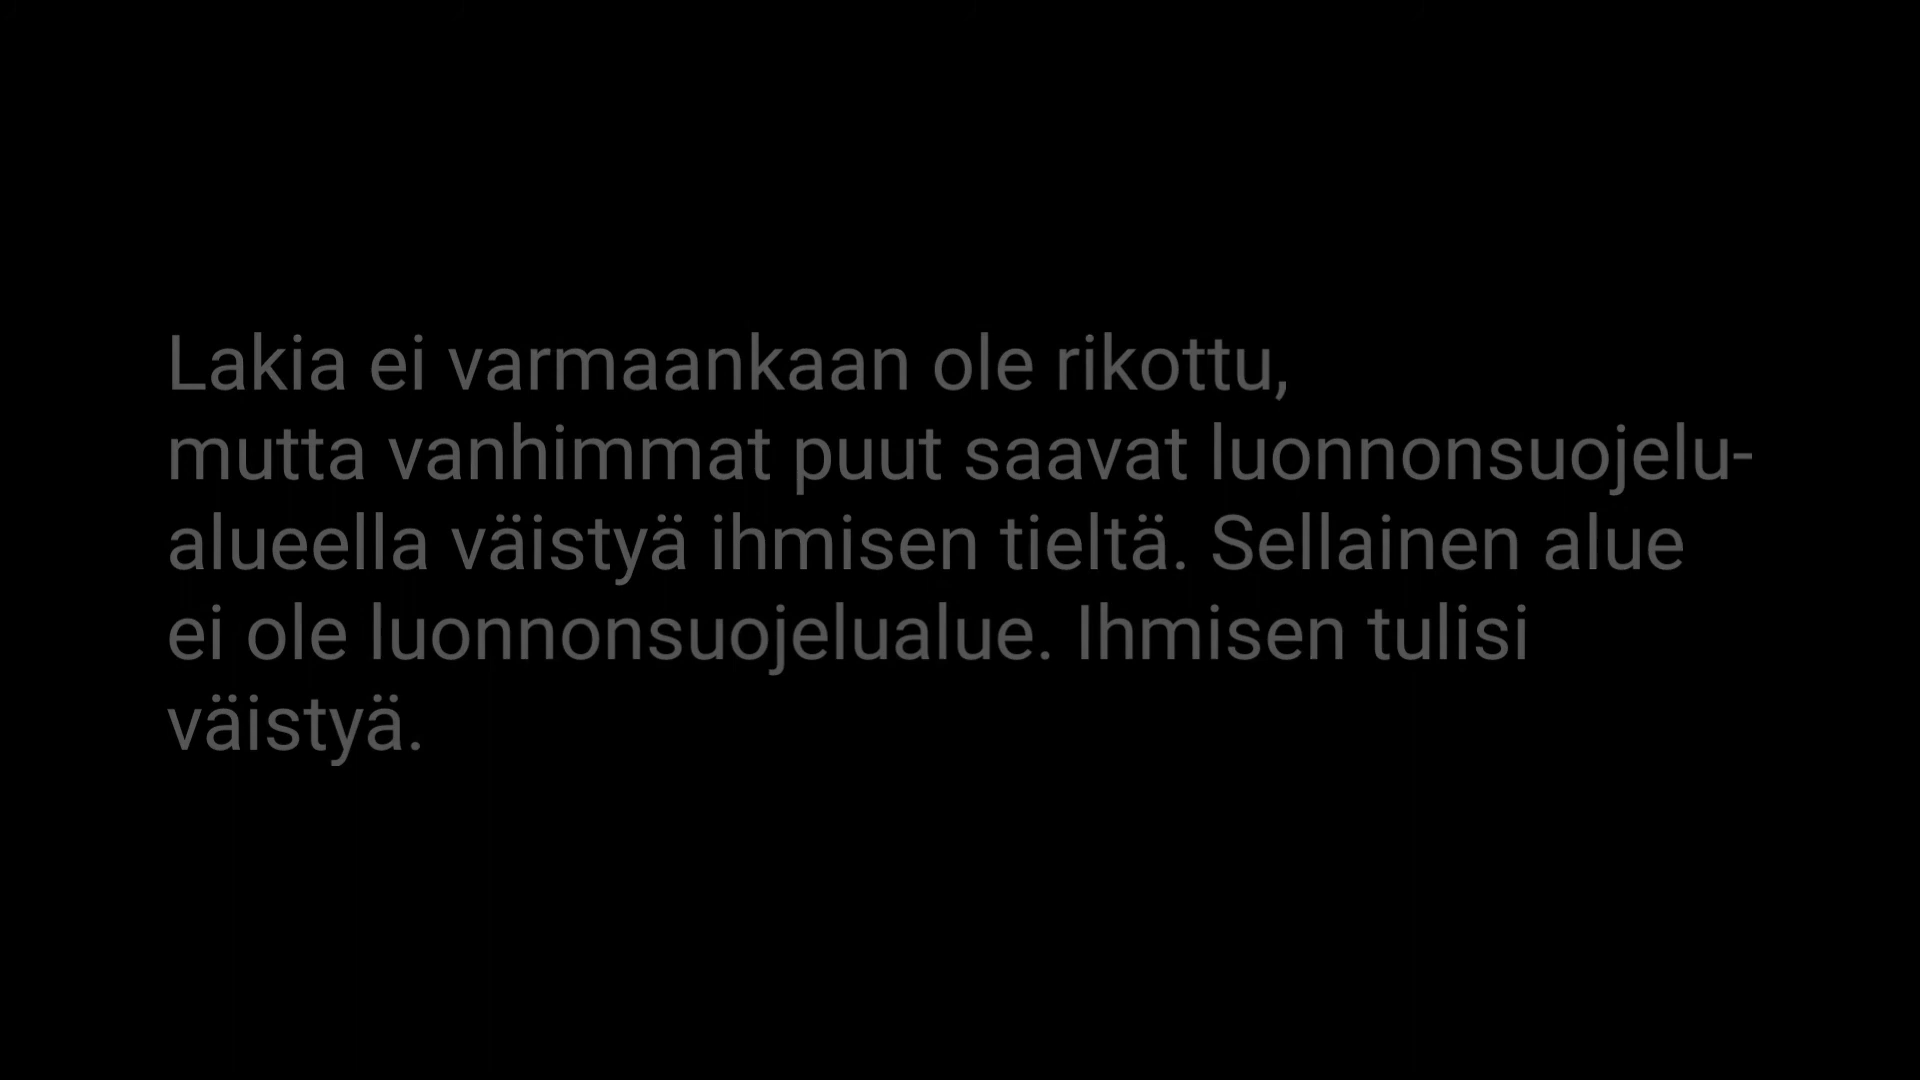 Lakia ei varmaankaan ole rikottu,
mutta vanhimmat puut saavat luonnonsuojelu-
alueella väistyä ihmisen tieltä. Sellainen alue
ei ole luonnonsuojelualue. Ihmisen tulisi
väistyä.